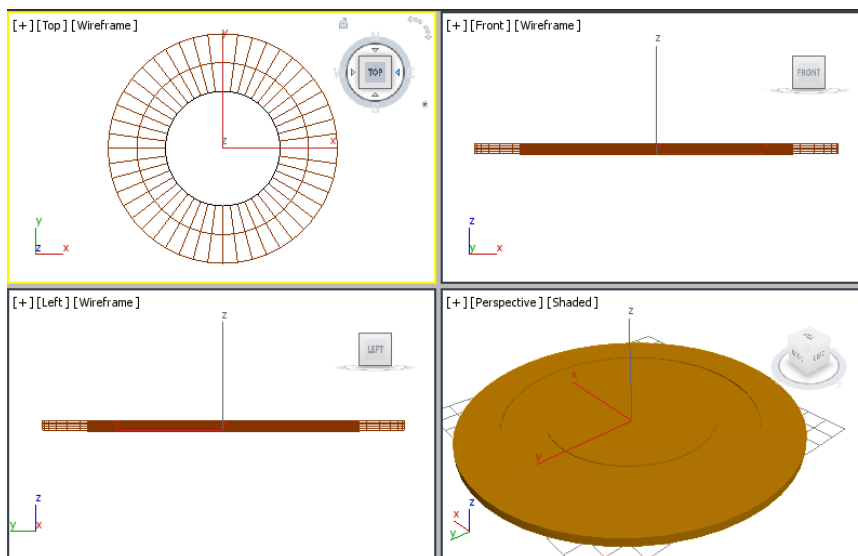 [+] [Top] [Wireframe]
y
N
TOP
E
S
z
x
y
z
x
[+] [Front] [Wireframe]
z
FRONT
x
z
y
x
[+] [Left] [Wireframe]
z
LEFT
y
z
y
x
[+] [Perspective] [Shaded]
z
LEFT
x
y
z
x
y